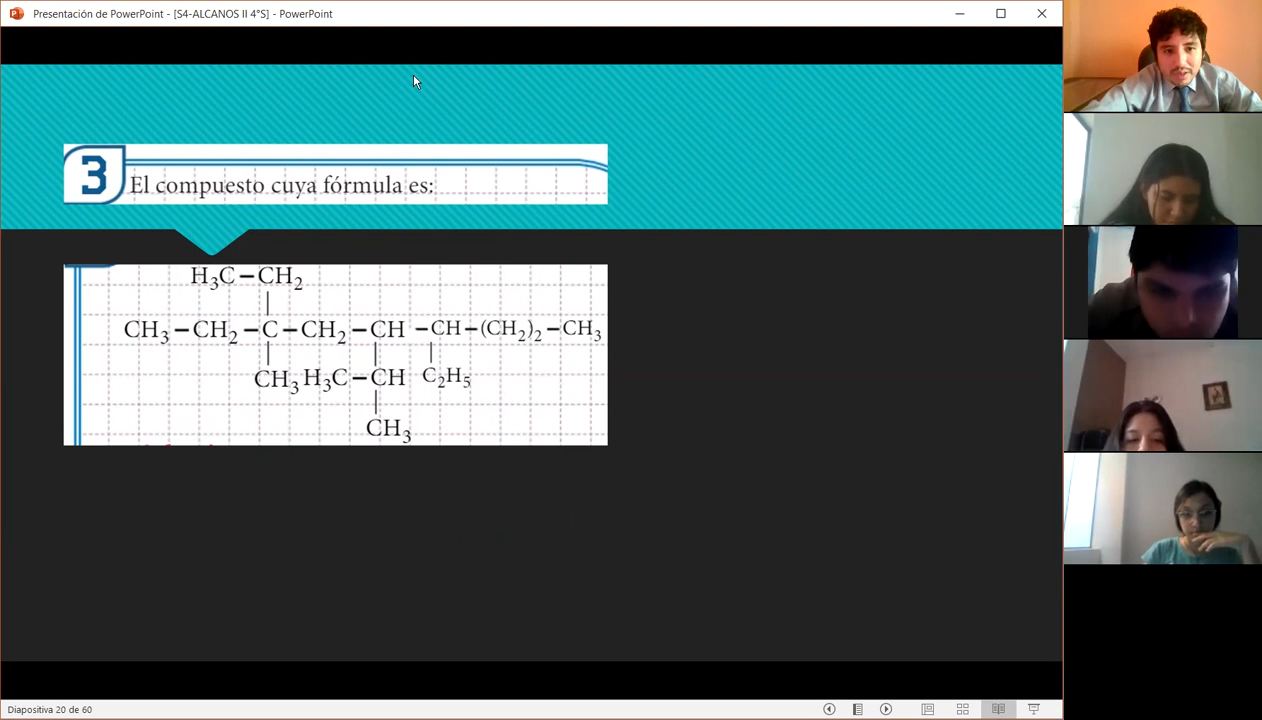 Presentación de PowerPoint - [S4-ALCANOS II 4°S] - PowerPoint
3
El compuesto cuya fórmula es:
H₃C – CH₂
|
CH₃ – CH₂ – C – CH₂ – CH – CH – (CH₂)₂ – CH₃
| | |
CH₃ H₃C – CH C₂H₅
|
CH₃
Diapositiva 20 de 60